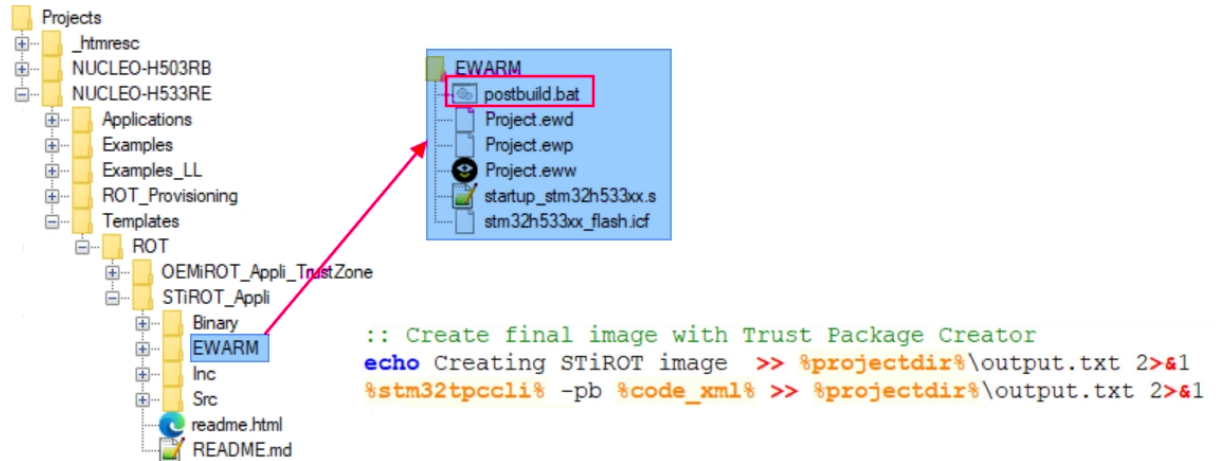 Projects
_htmresc
NUCLEO-H503RB
NUCLEO-H533RE
Applications
Examples
Examples_LL
ROT_Provisioning
Templates
ROT
OEMiROT_Appli_TrustZone
STiROT_Appli
Binary
EWARM
Inc
Src
readme.html
README.md
EWARM
postbuild.bat
Project.ewd
Project.ewp
Project.eww
startup_stm32h533xx.s
stm32h533xx_flash.icf
:: Create final image with Trust Package Creator
echo Creating STiROT image >> %projectdir%\output.txt 2>&1
%stm32tpccli% -pb %code_xml% >> %projectdir%\output.txt 2>&1